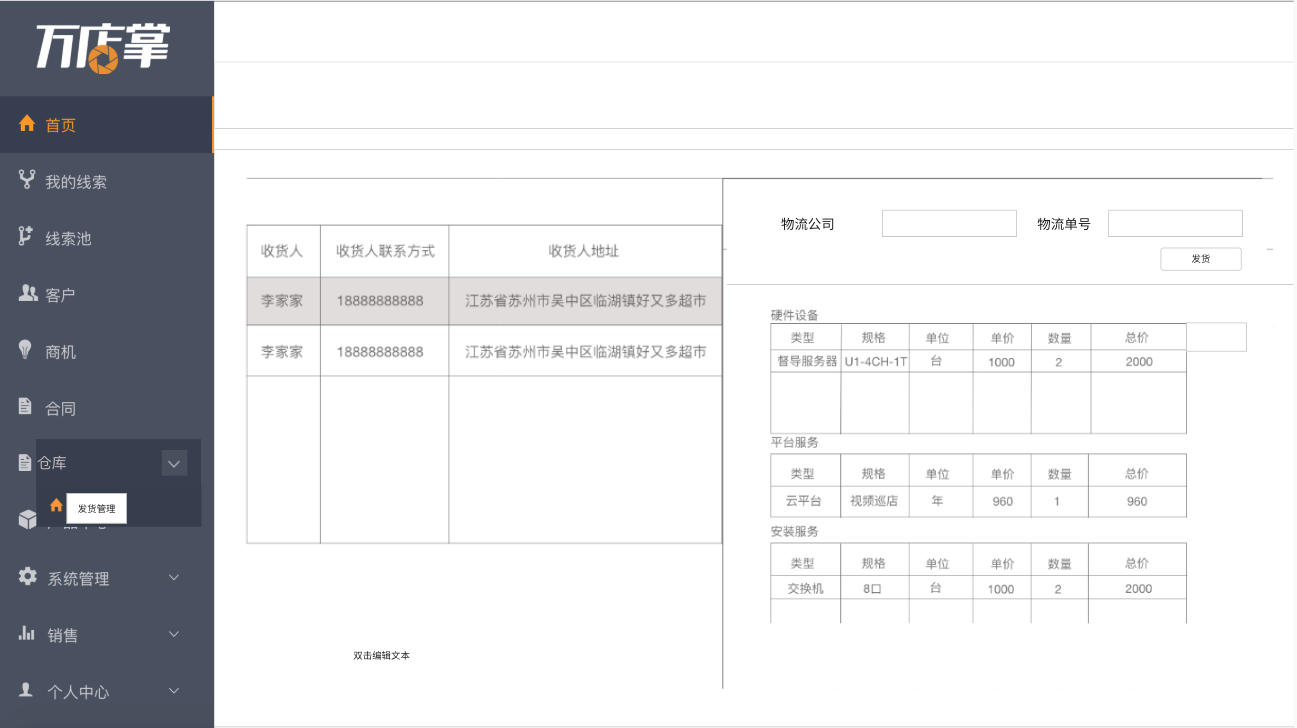 万店掌
首页
我的线索
线索池
客户
商机
合同
仓库
发货管理
系统管理
销售
个人中心
收货人 收货人联系方式 收货人地址
李家家 18888888888 江苏省苏州市吴中区临湖镇好又多超市
李家家 18888888888 江苏省苏州市吴中区临湖镇好又多超市
双击编辑文本
物流公司 物流单号
发货
硬件设备
类型 规格 单位 单价 数量 总价
督导服务器 U1-4CH-1T 台 1000 2 2000
平台服务
类型 规格 单位 单价 数量 总价
云平台 视频巡店 年 960 1 960
安装服务
类型 规格 单位 单价 数量 总价
交换机 8口 台 1000 2 2000